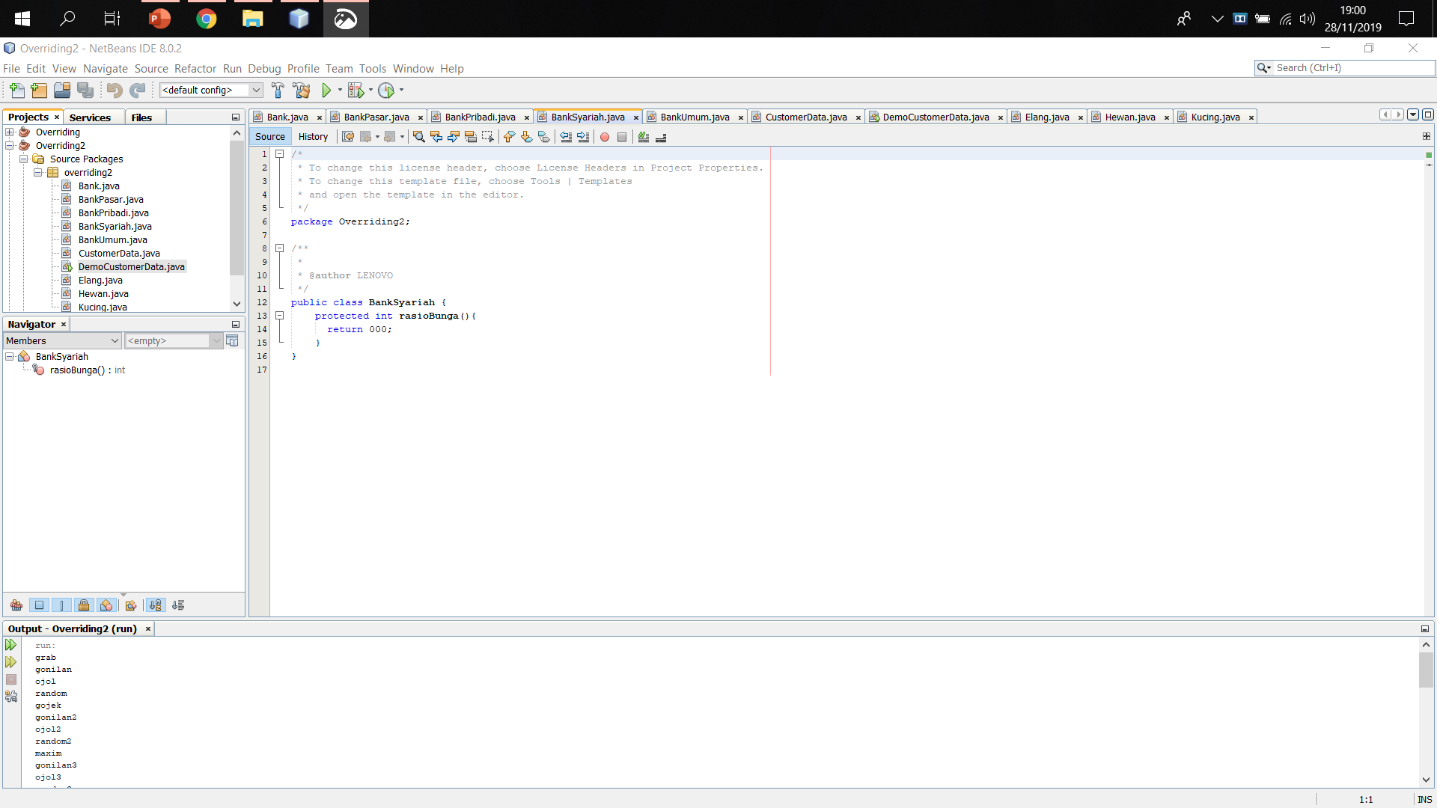 19:00
28/11/2019
Overriding2 - NetBeans IDE 8.0.2
File Edit View Navigate Source Refactor Run Debug Profile Team Tools Window Help
Search (Ctrl+I)
<default config>
Projects
Services
Files
Overriding
Overriding2
Source Packages
overriding2
Bank.java
BankPasar.java
BankPribadi.java
BankSyariah.java
BankUmum.java
CustomerData.java
DemoCustomerData.java
Elang.java
Hewan.java
Kucing.java
Navigator
Members
<empty>
BankSyariah
rasioBunga() : int
Bank.java BankPasar.java BankPribadi.java BankSyariah.java BankUmum.java CustomerData.java DemoCustomerData.java Elang.java Hewan.java Kucing.java
Source History
1 /*
2 * To change this license header, choose License Headers in Project Properties.
3 * To change this template file, choose Tools | Templates
4 * and open the template in the editor.
5 */
6 package Overriding2;
7
8 /**
9 *
10 * @author LENOVO
11 */
12 public class BankSyariah {
13 protected int rasioBunga(){
14 return 000;
15 }
16 }
17
Output - Overriding2 (run)
run:
grab
gonilan
ojol
random
gojek
gonilan2
ojol2
random2
maxim
gonilan3
ojol3
1:1
INS